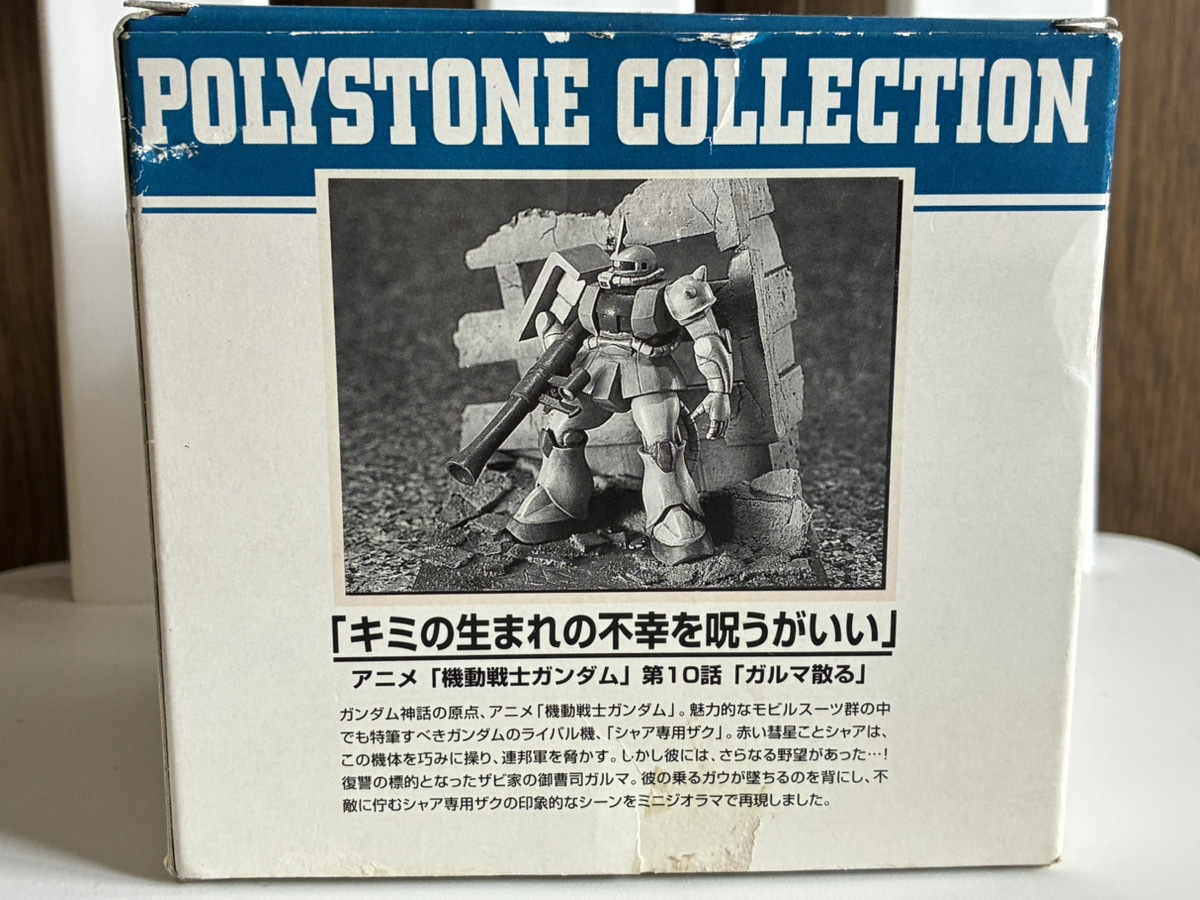 POLYSTONE COLLECTION
「キミの生まれの不幸を呪うがいい」
アニメ「機動戦士ガンダム」第10話「ガルマ散る」
ガンダム神話の原点、アニメ「機動戦士ガンダム」。魅力的なモビルスーツ群の中
でも特筆すべきガンダムのライバル機、「シャア専用ザク」。赤い彗星ことシャアは、
この機体を巧みに操り、連邦軍を脅かす。しかし彼には、さらなる野望があった…!
復讐の標的となったザビ家の御曹司ガルマ。彼の乗るガウが墜ちるのを背にし、不
敵に佇むシャア専用ザクの印象的なシーンをミニジオラマで再現しました。